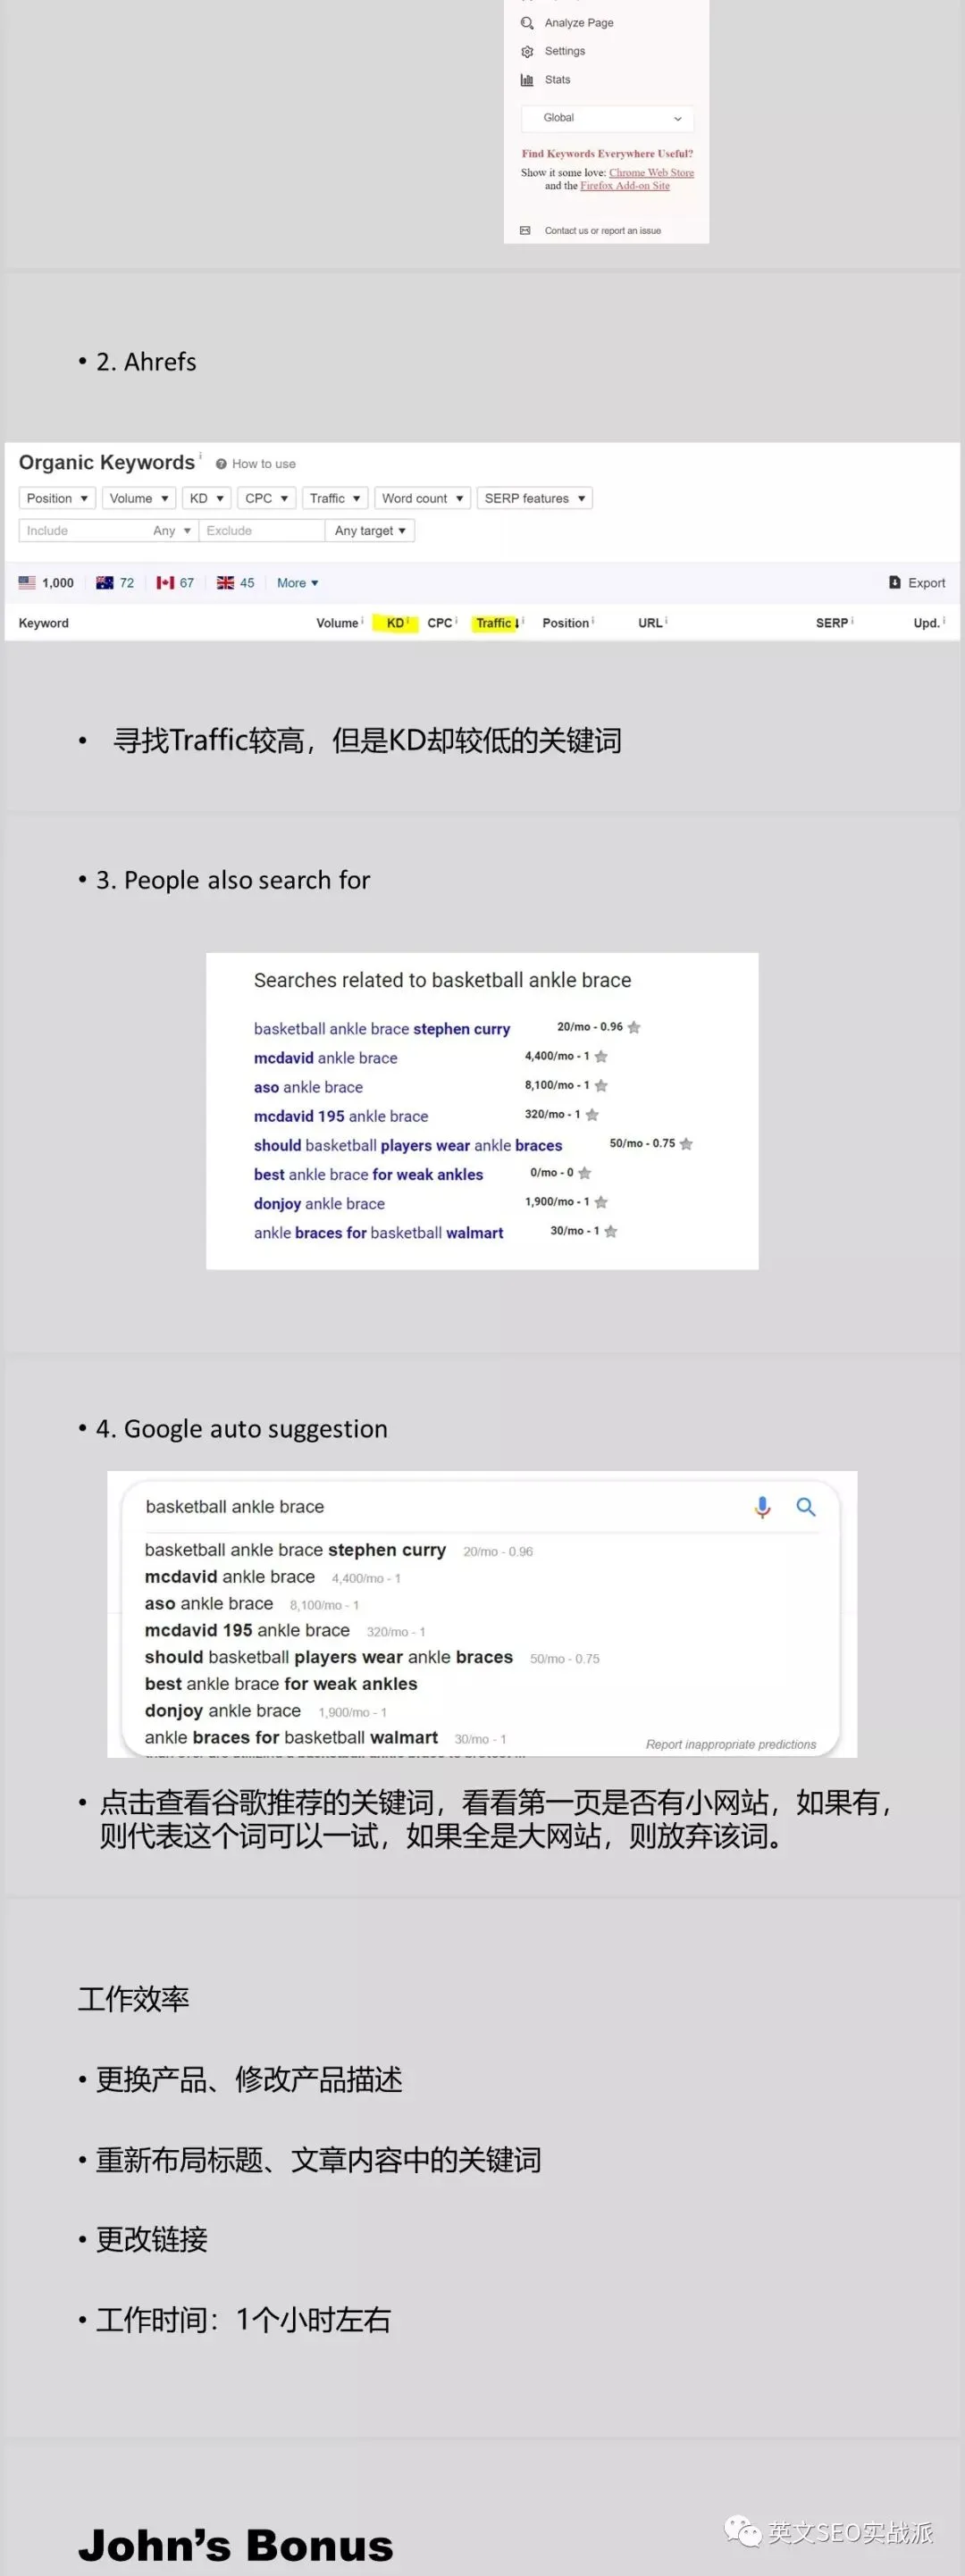 Analyze Page
Settings
Stats
Global
Find Keywords Everywhere Useful?
Show it some love: Chrome Web Store
and the Firefox Add-on Site
Contact us or report an issue
• 2. Ahrefs
Organic Keywords i How to use
Position Volume KD CPC Traffic Word count SERP features
Include Any Exclude Any target
1,000 72 67 45 More Export
Keyword Volume i KD i CPC i Traffic ↓ i Position i URL i SERP i Upd. i
• 寻找Traffic较高，但是KD却较低的关键词
• 3. People also search for
Searches related to basketball ankle brace
basketball ankle brace stephen curry 20/mo - 0.96
mcdavid ankle brace 4,400/mo - 1
aso ankle brace 8,100/mo - 1
mcdavid 195 ankle brace 320/mo - 1
should basketball players wear ankle braces 50/mo - 0.75
best ankle brace for weak ankles 0/mo - 0
donjoy ankle brace 1,900/mo - 1
ankle braces for basketball walmart 30/mo - 1
• 4. Google auto suggestion
basketball ankle brace
basketball ankle brace stephen curry 20/mo - 0.96
mcdavid ankle brace 4,400/mo - 1
aso ankle brace 8,100/mo - 1
mcdavid 195 ankle brace 320/mo - 1
should basketball players wear ankle braces 50/mo - 0.75
best ankle brace for weak ankles
donjoy ankle brace 1,900/mo - 1
ankle braces for basketball walmart 30/mo - 1
Report inappropriate predictions
• 点击查看谷歌推荐的关键词，看看第一页是否有小网站，如果有，
则代表这个词可以一试，如果全是大网站，则放弃该词。
工作效率
• 更换产品、修改产品描述
• 重新布局标题、文章内容中的关键词
• 更改链接
• 工作时间：1个小时左右
John's Bonus
英文SEO实战派